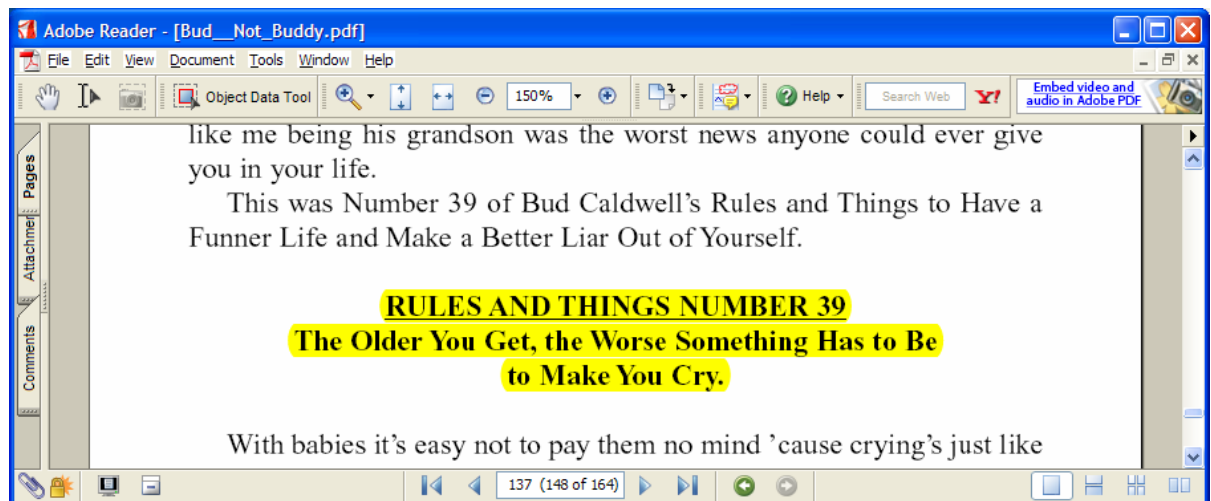 Adobe Reader - [Bud__Not_Buddy.pdf]
File Edit View Document Tools Window Help
Object Data Tool 150% Help Search Web Y! Embed video and
audio in Adobe PDF
Pages
Attachmer
Comments
like me being his grandson was the worst news anyone could ever give
you in your life.
This was Number 39 of Bud Caldwell’s Rules and Things to Have a
Funner Life and Make a Better Liar Out of Yourself.
RULES AND THINGS NUMBER 39
The Older You Get, the Worse Something Has to Be
to Make You Cry.
With babies it’s easy not to pay them no mind ’cause crying’s just like
137 (148 of 164)